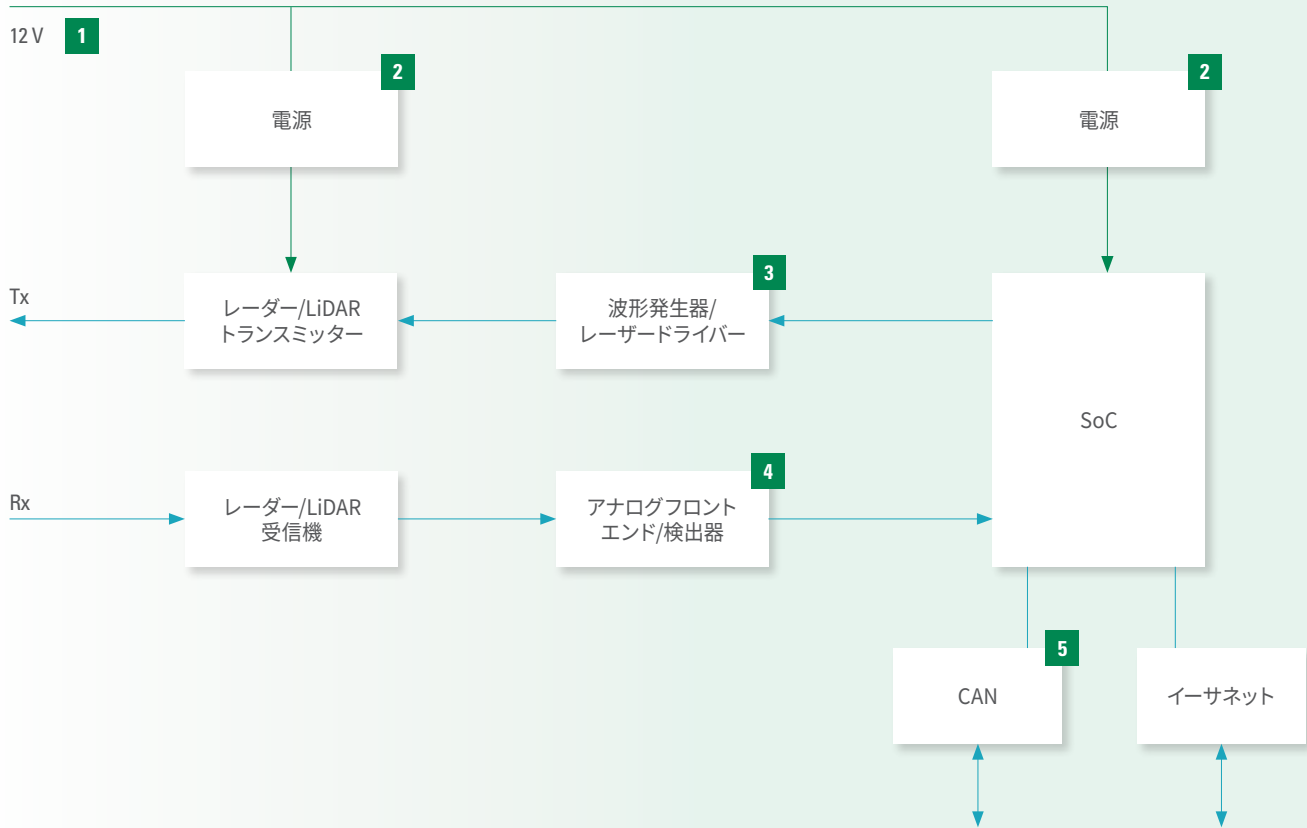 12 V
1
2
電源
2
電源
Tx
レーダー/LiDAR
トランスミッター
3
波形発生器/
レーザードライバー
SoC
Rx
レーダー/LiDAR
受信機
4
アナログフロント
エンド/検出器
5
CAN
イーサネット